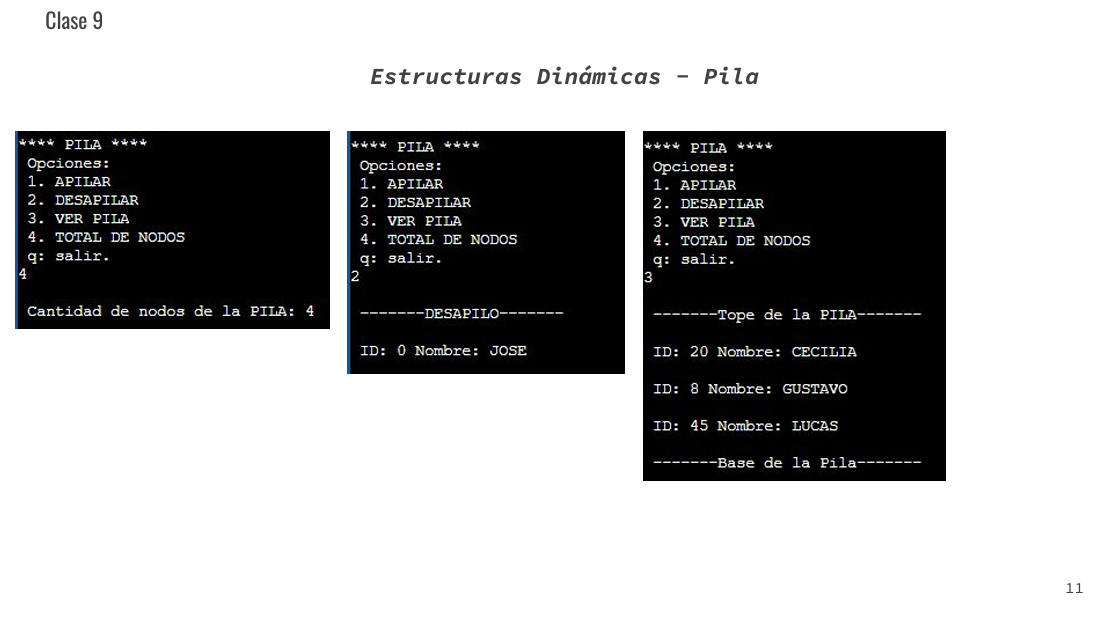 Clase 9
Estructuras Dinámicas - Pila
**** PILA ****
Opciones:
1. APILAR
2. DESAPILAR
3. VER PILA
4. TOTAL DE NODOS
q: salir.
4
Cantidad de nodos de la PILA: 4
**** PILA ****
Opciones:
1. APILAR
2. DESAPILAR
3. VER PILA
4. TOTAL DE NODOS
q: salir.
2
-------DESAPILO-------
ID: 0 Nombre: JOSE
**** PILA ****
Opciones:
1. APILAR
2. DESAPILAR
3. VER PILA
4. TOTAL DE NODOS
q: salir.
3
-------Tope de la PILA-------
ID: 20 Nombre: CECILIA
ID: 8 Nombre: GUSTAVO
ID: 45 Nombre: LUCAS
-------Base de la Pila-------
11